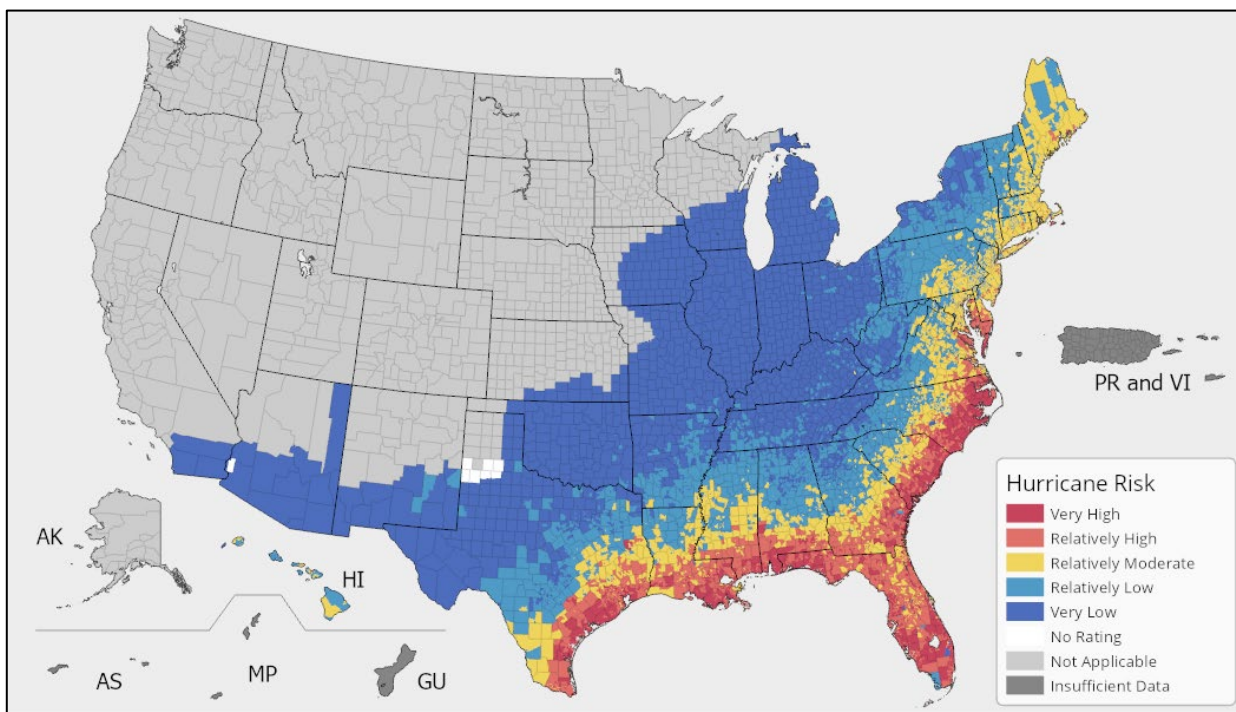 PR and VI
AK
HI
AS
MP
GU
Hurricane Risk
Very High
Relatively High
Relatively Moderate
Relatively Low
Very Low
No Rating
Not Applicable
Insufficient Data